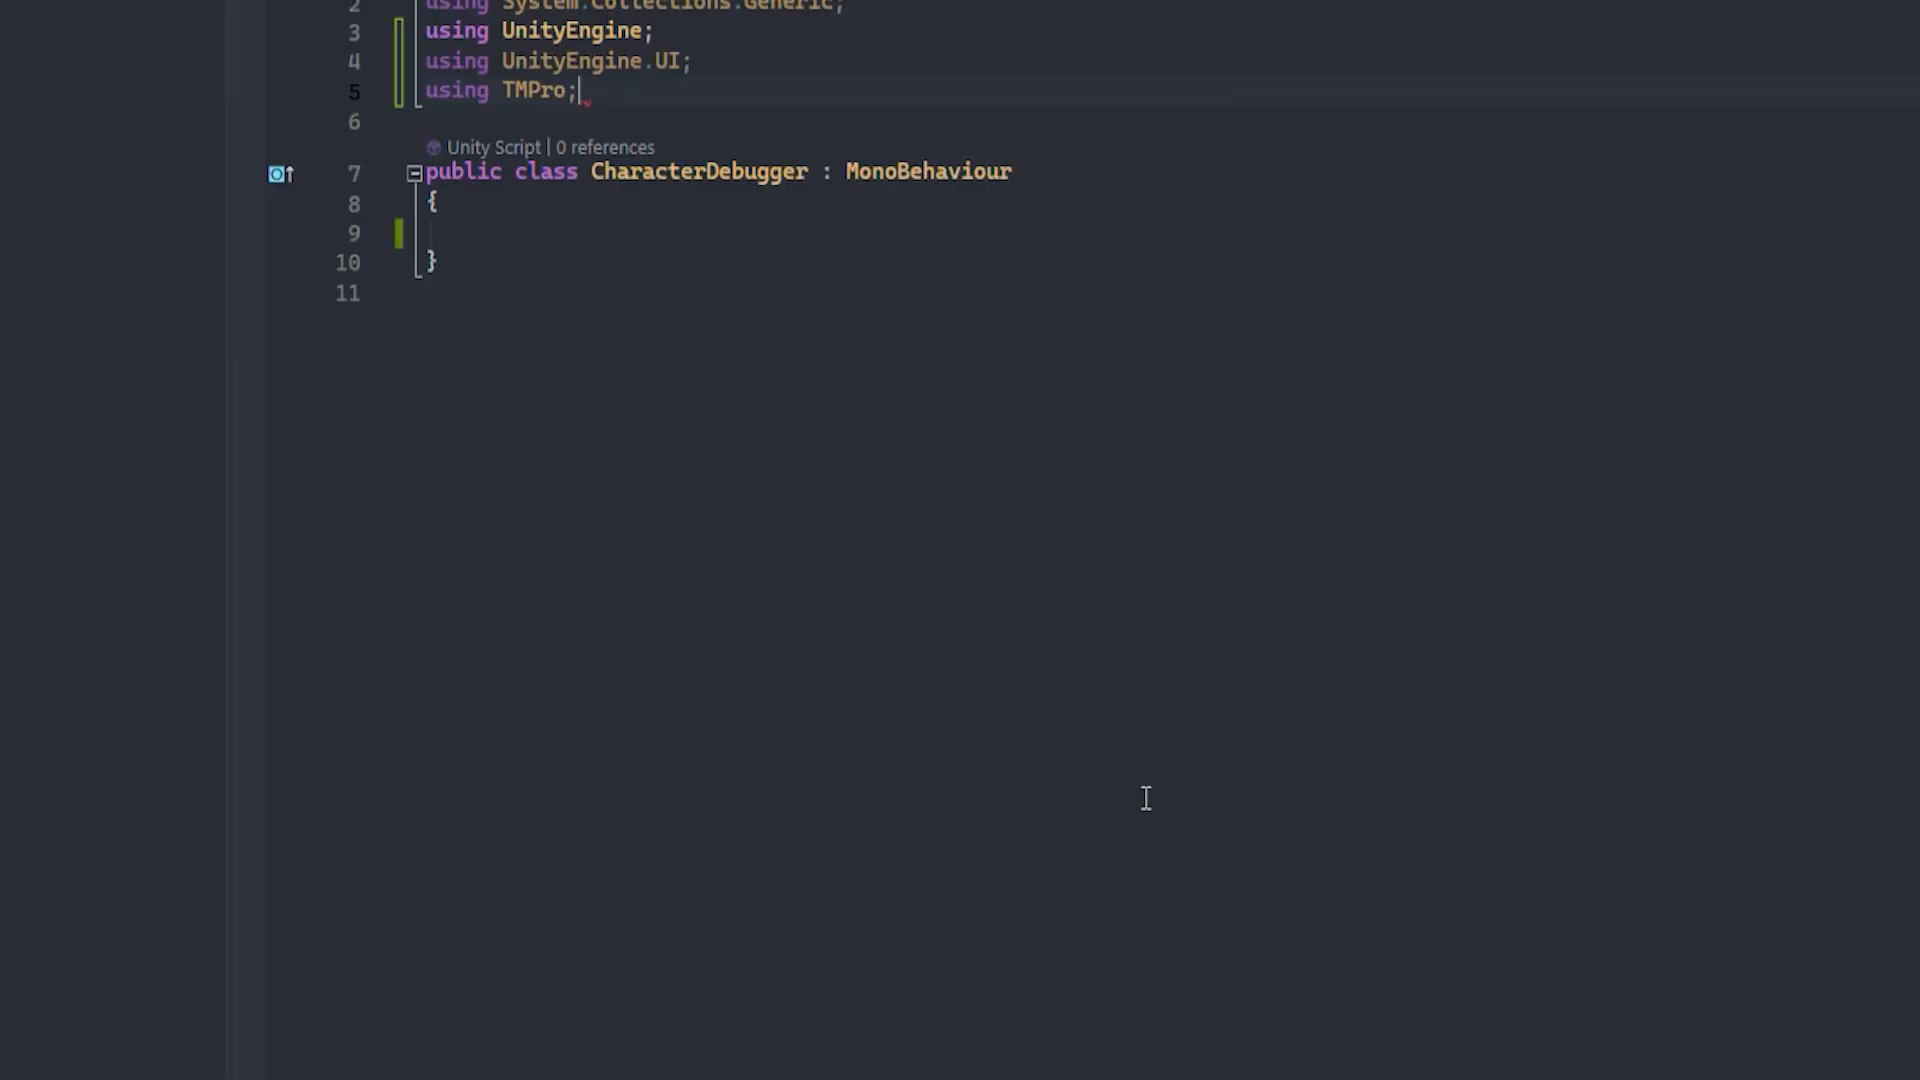 2 using System.Collections.Generic;
3 using UnityEngine;
4 using UnityEngine.UI;
5 using TMPro;
6
Unity Script | 0 references
7 public class CharacterDebugger : MonoBehaviour
8 {
9
10 }
11